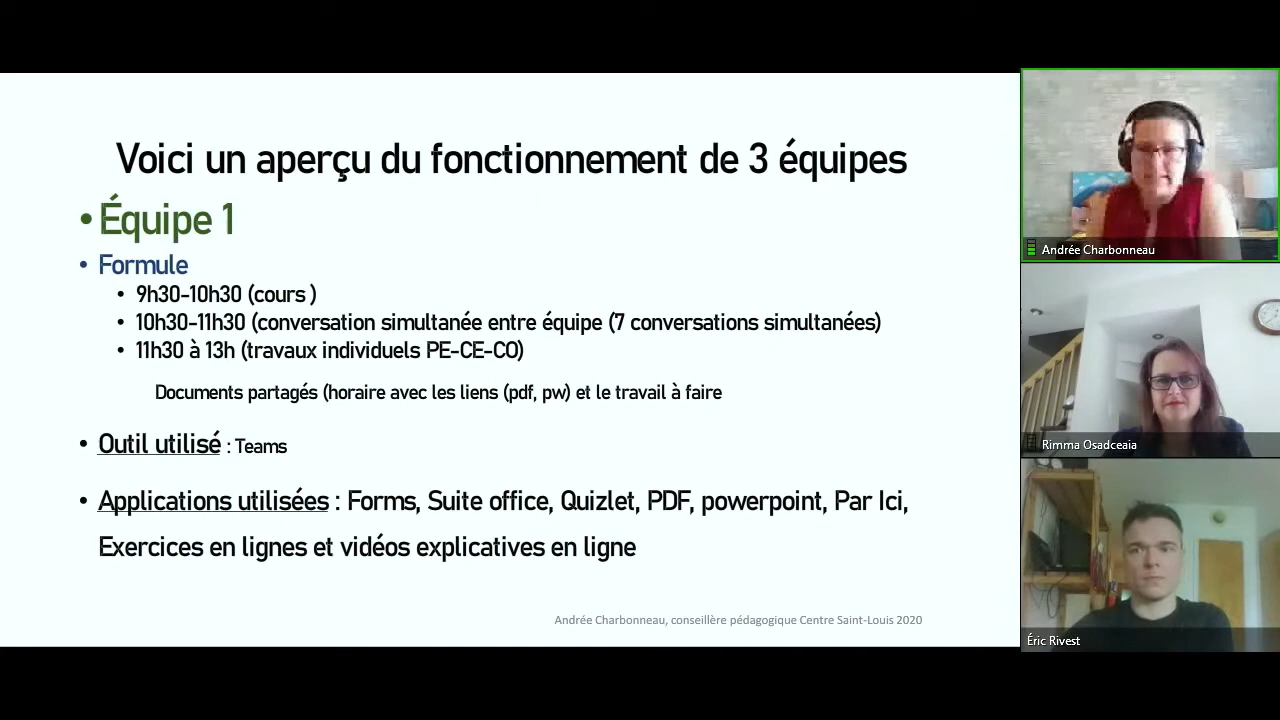 Voici un aperçu du fonctionnement de 3 équipes
• Équipe 1
• Formule
• 9h30-10h30 (cours )
• 10h30-11h30 (conversation simultanée entre équipe (7 conversations simultanées)
• 11h30 à 13h (travaux individuels PE-CE-CO)
Documents partagés (horaire avec les liens (pdf, pw) et le travail à faire
• Outil utilisé : Teams
• Applications utilisées : Forms, Suite office, Quizlet, PDF, powerpoint, Par Ici,
Exercices en lignes et vidéos explicatives en ligne
Andrée Charbonneau, conseillère pédagogique Centre Saint-Louis 2020
Andrée Charbonneau
Rimma Osadceaia
Éric Rivest